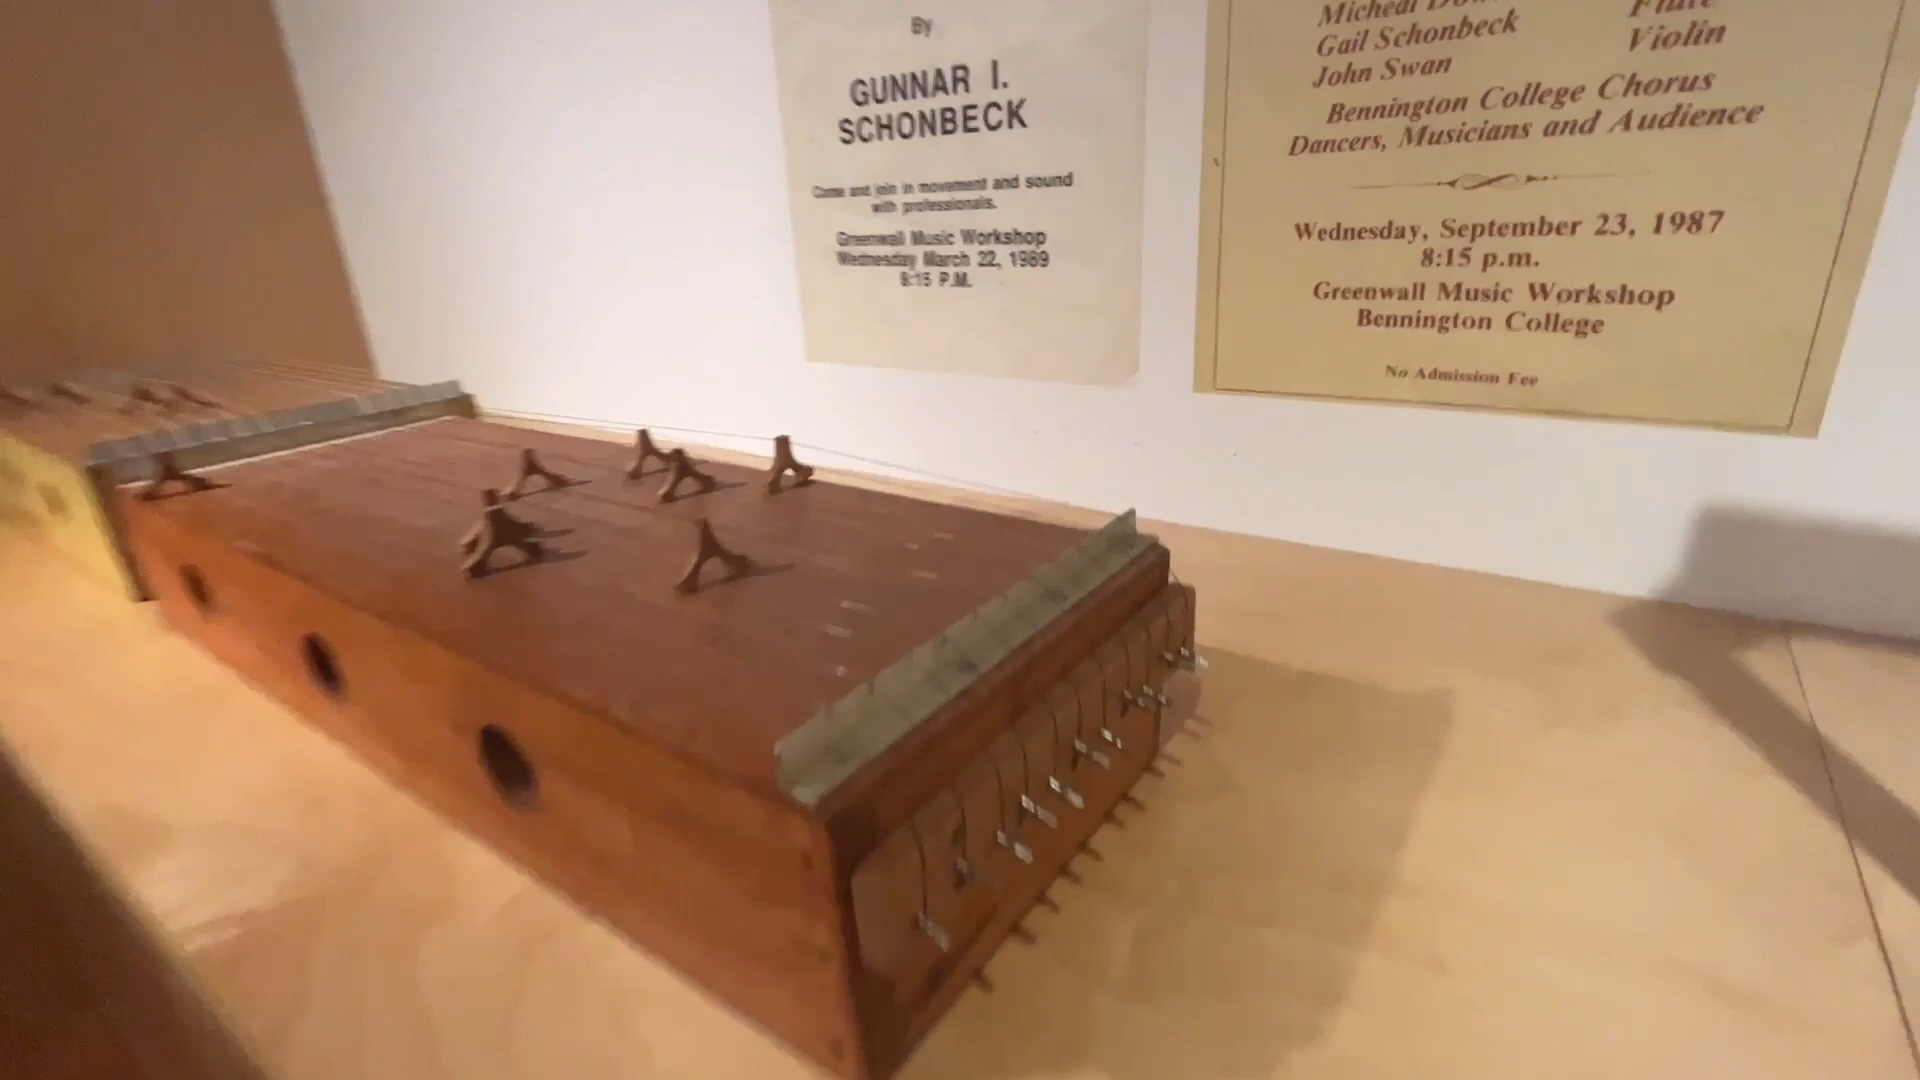 By
GUNNAR I.
SCHONBECK
Come and join in movement and sound
with professionals.
Greenwall Music Workshop
Wednesday March 22, 1989
8:15 P.M.
Micheal
Flute
Gail Schonbeck
Violin
John Swan
Bennington College Chorus
Dancers, Musicians and Audience
Wednesday, September 23, 1987
8:15 p.m.
Greenwall Music Workshop
Bennington College
No Admission Fee